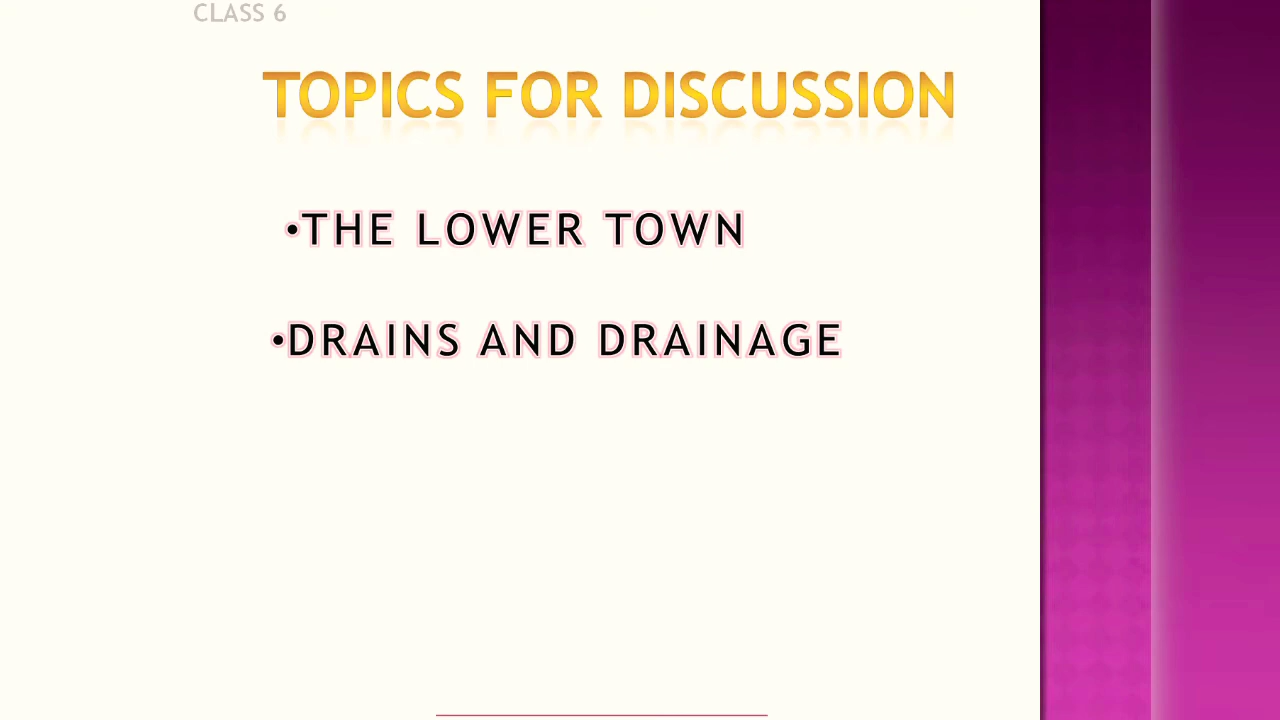 CLASS 6
TOPICS FOR DISCUSSION
•THE LOWER TOWN
•DRAINS AND DRAINAGE